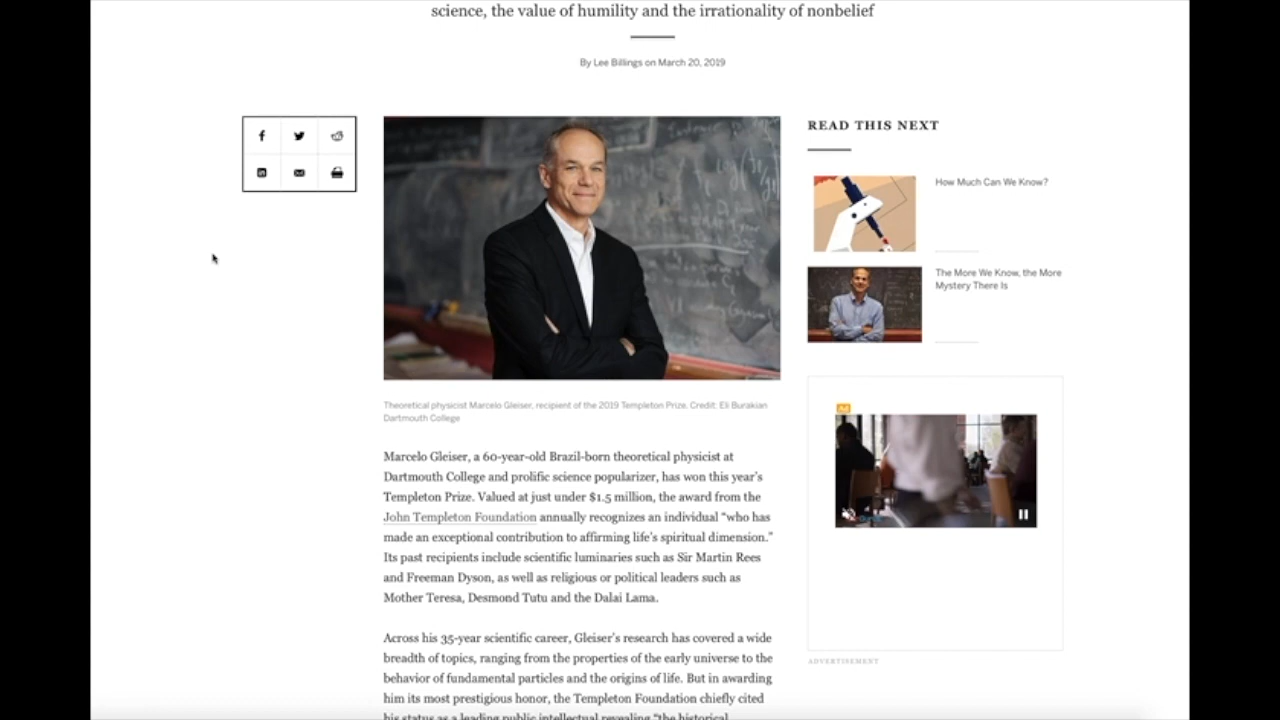 science, the value of humility and the irrationality of nonbelief
By Lee Billings on March 20, 2019
READ THIS NEXT
How Much Can We Know?
The More We Know, the More
Mystery There Is
Theoretical physicist Marcelo Gleiser, recipient of the 2019 Templeton Prize. Credit: Eli Burakian
Dartmouth College
Marcelo Gleiser, a 60-year-old Brazil-born theoretical physicist at
Dartmouth College and prolific science popularizer, has won this year’s
Templeton Prize. Valued at just under $1.5 million, the award from the
John Templeton Foundation annually recognizes an individual “who has
made an exceptional contribution to affirming life’s spiritual dimension.”
Its past recipients include scientific luminaries such as Sir Martin Rees
and Freeman Dyson, as well as religious or political leaders such as
Mother Teresa, Desmond Tutu and the Dalai Lama.
Across his 35-year scientific career, Gleiser’s research has covered a wide
breadth of topics, ranging from the properties of the early universe to the
behavior of fundamental particles and the origins of life. But in awarding
him its most prestigious honor, the Templeton Foundation chiefly cited
his status as a leading public intellectual revealing “the historical,
Ad
ADVERTISEMENT